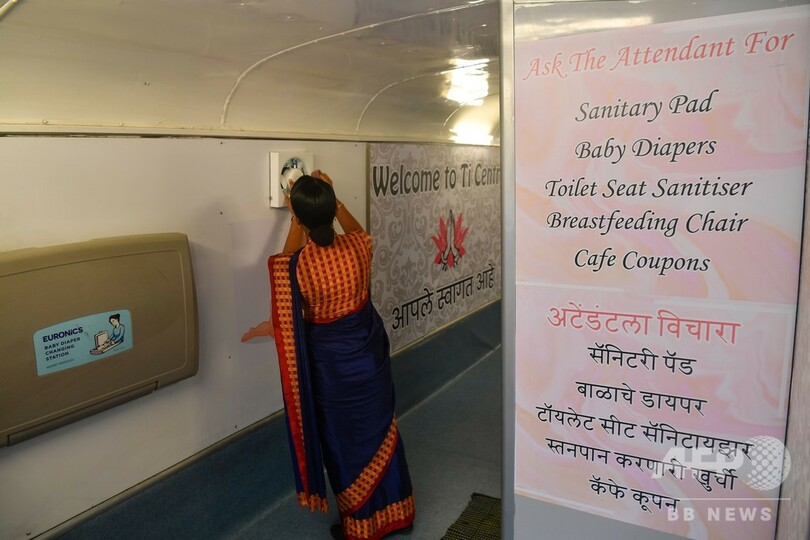 Ask The Attendant For
Sanitary Pad
Baby Diapers
Toilet Seat Sanitiser
Breastfeeding Chair
Cafe Coupons
अटेंडंटला विचारा
सॅनिटरी पॅड
बाळाचे डायपर
टॉयलेट सीट सॅनिटायझर
स्तनपान करणारी खुर्ची
कॅफे कूपन
Welcome to Ti Centr
आपले स्वागत आहे
EURONICS
BABY DIAPER
CHANGING
STATION
AFP
BB NEWS